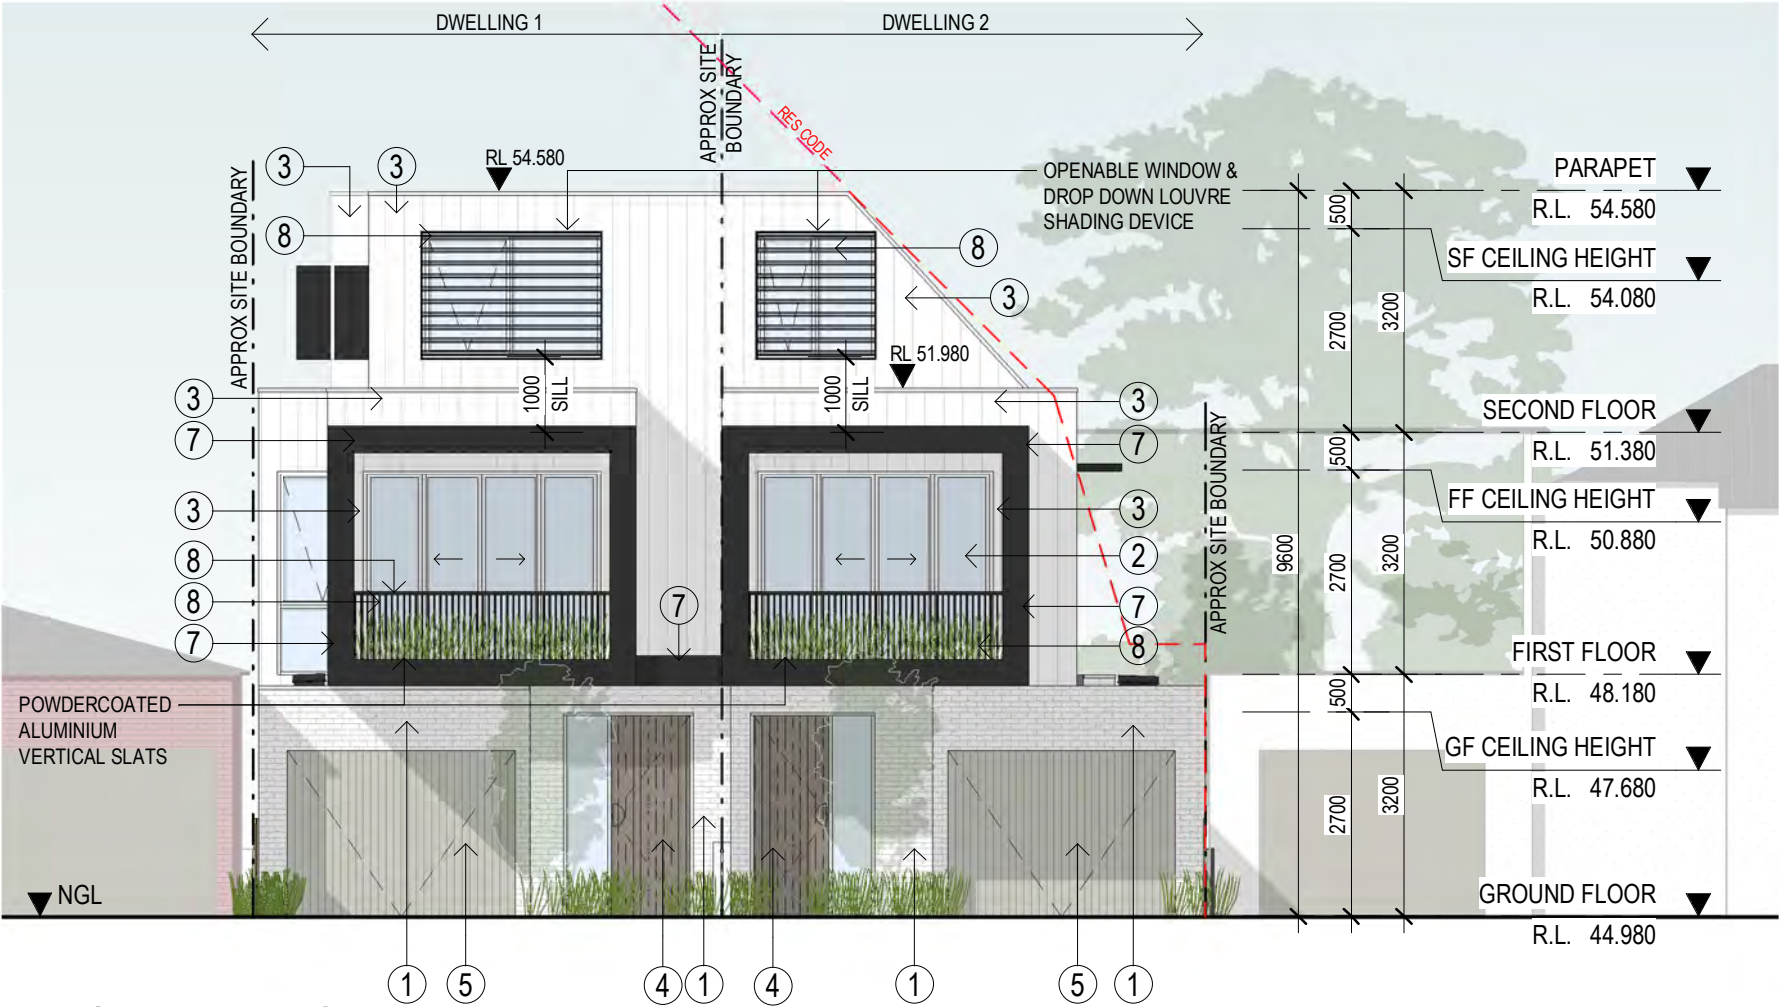 DWELLING 1
DWELLING 2
APPROX SITE
BOUNDARY
RES CODE
3
3
RL 54.580
OPENABLE WINDOW &
DROP DOWN LOUVRE
SHADING DEVICE
PARAPET
R.L. 54.580
APPROX SITE BOUNDARY
8
8
500
SF CEILING HEIGHT
R.L. 54.080
3
2700
3200
RL 51.980
1000
SILL
1000
SILL
3
3
SECOND FLOOR
R.L. 51.380
7
7
500
APPROX SITE BOUNDARY
FF CEILING HEIGHT
R.L. 50.880
3
3
9600
2700
3200
8
2
8
7
7
7
8
FIRST FLOOR
R.L. 48.180
500
POWDERCOATED
ALUMINIUM
VERTICAL SLATS
GF CEILING HEIGHT
R.L. 47.680
2700
3200
NGL
GROUND FLOOR
R.L. 44.980
1
5
4
1
4
1
5
1